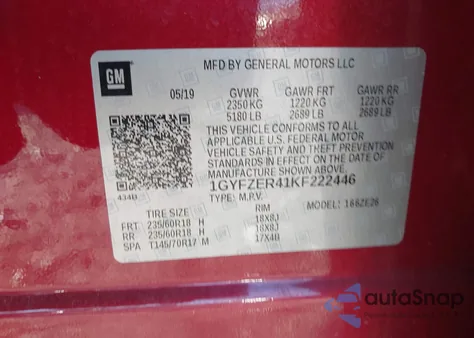 GM
MFD BY GENERAL MOTORS LLC
05/19 GVWR GAWR FRT GAWR RR
2350 KG 1220 KG 1220 KG
5180 LB 2689 LB 2689 LB
THIS VEHICLE CONFORMS TO ALL
APPLICABLE U.S. FEDERAL MOTOR
VEHICLE SAFETY AND THEFT PREVENTION
STANDARDS IN EFFECT ON THE DATE OF
MANUFACTURE SHOWN ABOVE.
1GYFZER41KF222446
434B TYPE: M.P.V. MODEL: 166ZE26
TIRE SIZE RIM
FRT 235/60R18 H 18X8J
RR 235/60R18 H 18X8J
SPA T145/70R17 M 17X4B
autaSnap